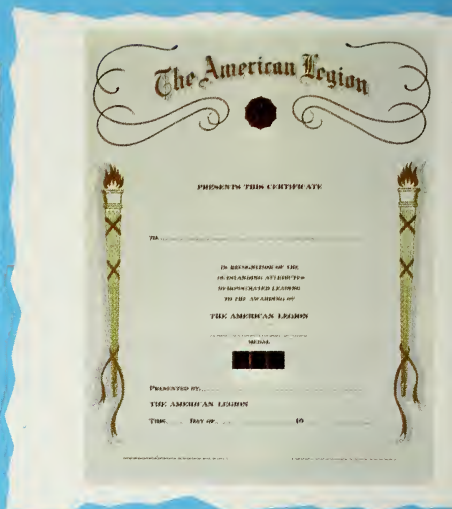 The American Legion
PRESENTS THIS CERTIFICATE
TO
IN RECOGNITION OF THE
OUTSTANDING ATTRIBUTES
DEMONSTRATED LEADING
TO THE AWARDING OF
THE AMERICAN LEGION
MEDAL
PRESENTED BY
THE AMERICAN LEGION
THIS DAY OF 19